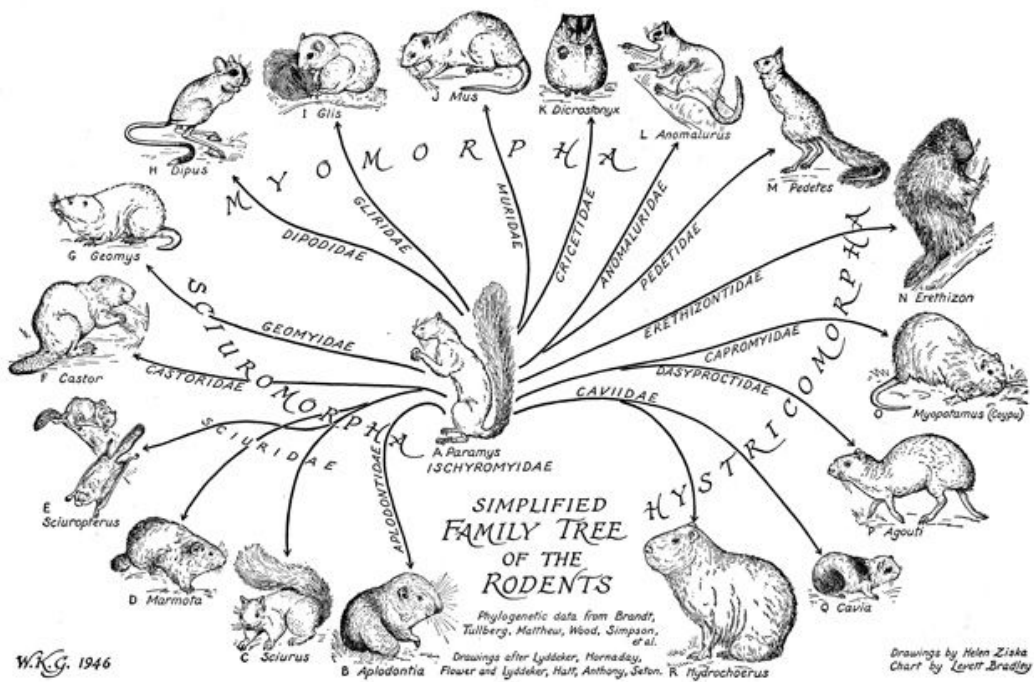 I Glis
J Mus
K Dicrostonyx
L Anomalurus
H Dipus
M Pedetes
MYOMORPHA
DIPODIDAE
GLIRIDAE
MURIDAE
CRICETIDAE
ANOMALURIDAE
PEDETIDAE
G Geomys
N Erethizon
SCIUROMORPHA
GEOMYIDAE
ERETHIZONTIDAE
HYSTRICOMORPHA
F Castor
CASTORIDAE
CAPROMYIDAE
DASYPROCTIDAE
CAVIIDAE
O Myopotamus (Coypu)
SCIURIDAE
A Paramys
ISCHYROMYIDAE
E
Sciuropterus
APLODONTIDAE
P Agouti
SIMPLIFIED
FAMILY TREE
OF THE
RODENTS
D Marmota
C Sciurus
B Aplodontia
Q Cavia
R Hydrochoerus
Phylogenetic data from Brandt,
Tullberg, Matthew, Wood, Simpson,
et al.
Drawings after Lyddeker, Hornaday,
Flower and Lyddeker, Hatt, Anthony, Seton.
W.K.G. 1946
Drawings by Helen Ziska
Chart by Levett Bradley